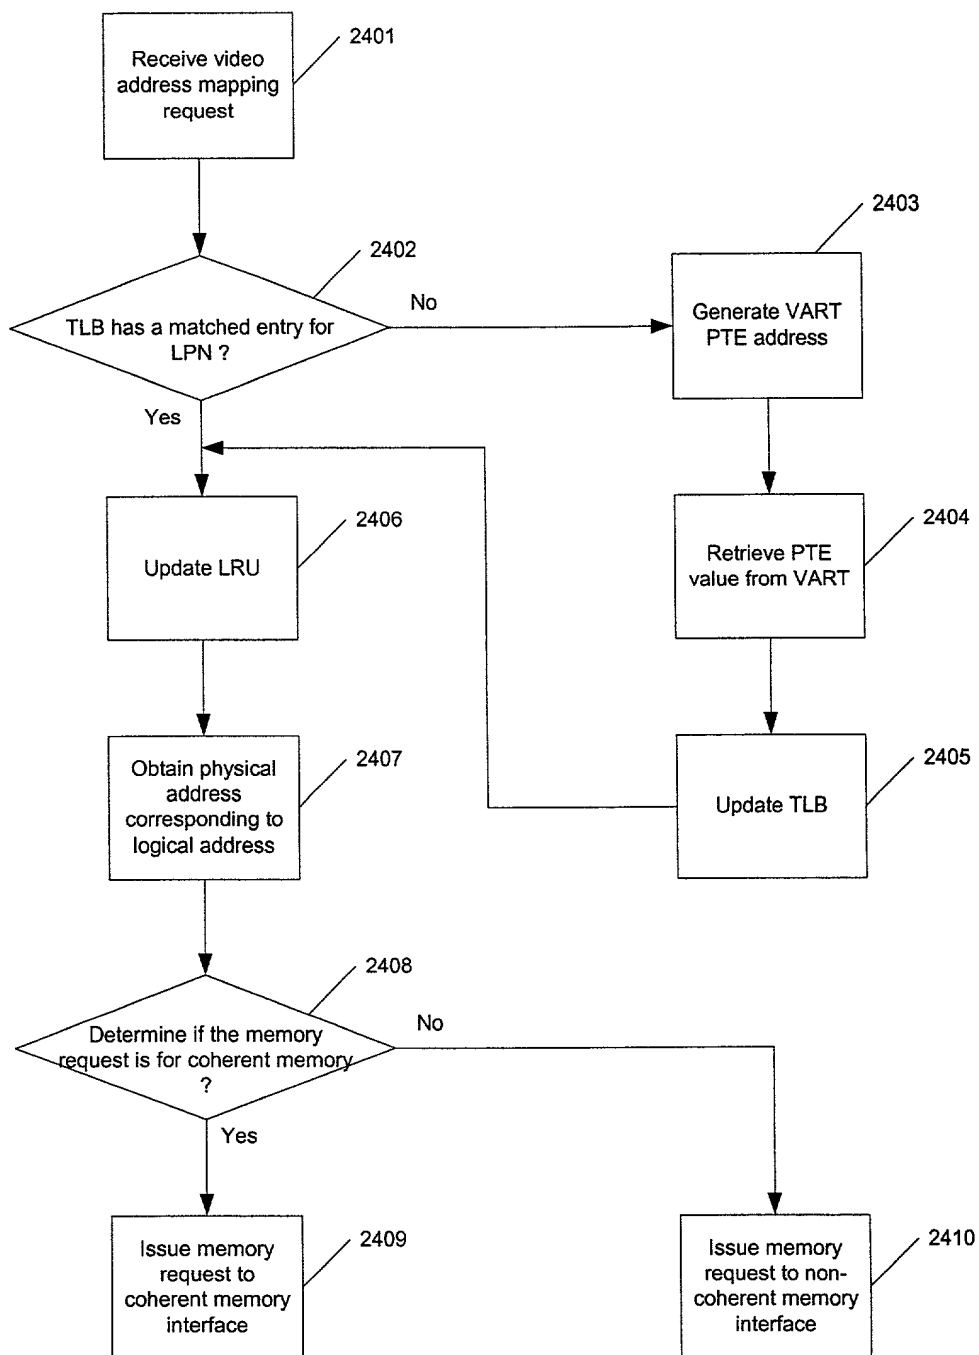 Receive video
address mapping
request
2401
2402
TLB has a matched entry for
LPN ?
No
Yes
2403
Generate VART
PTE address
2404
Retrieve PTE
value from VART
2405
Update TLB
2406
Update LRU
2407
Obtain physical
address
corresponding to
logical address
2408
Determine if the memory
request is for coherent memory
?
No
Yes
2409
Issue memory
request to
coherent memory
interface
2410
Issue memory
request to non-
coherent memory
interface